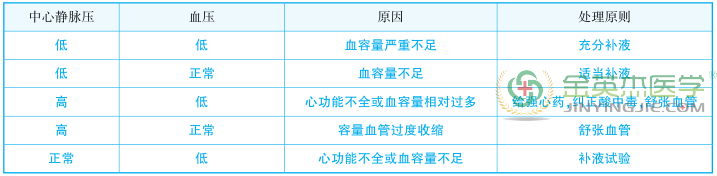 中心静脉压 血压 原因 处理原则
低 低 血容量严重不足 充分补液
低 正常 血容量不足 适当补液
高 低 心功能不全或血容量相对过多 给强心药,纠正酸中毒,舒张血管
高 正常 容量血管过度收缩 舒张血管
正常 低 心功能不全或血容量不足 补液试验
金英杰医学®
JINYINGJIE.COM